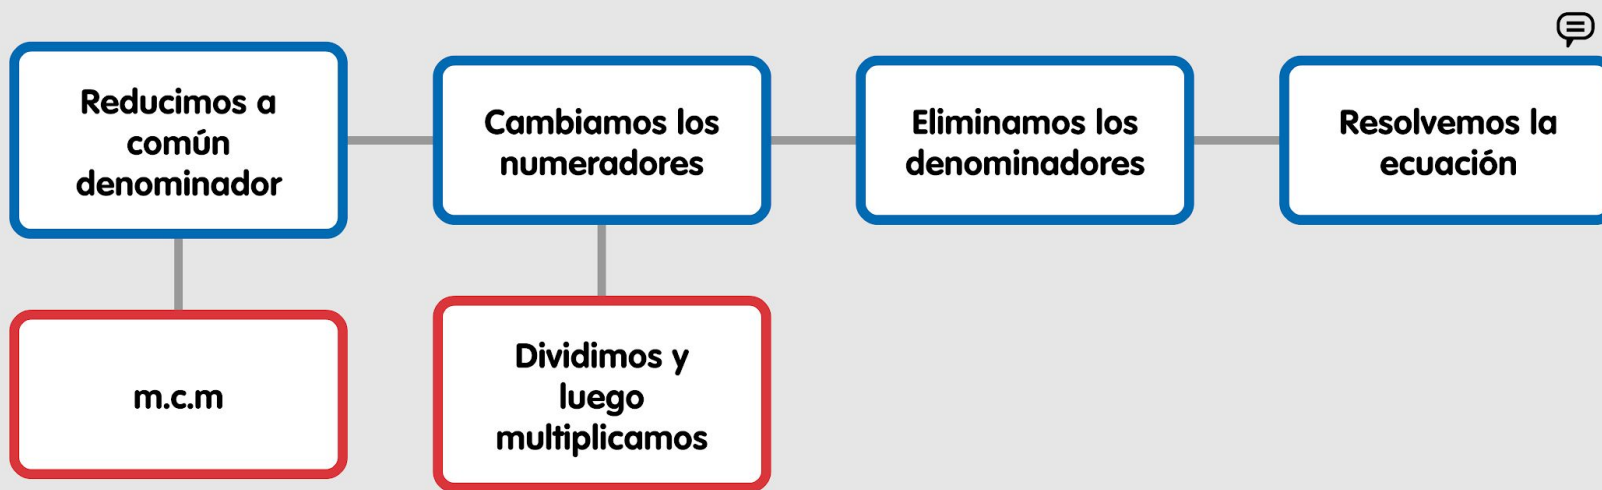 Reducimos a
común
denominador
Cambiamos los
numeradores
Eliminamos los
denominadores
Resolvemos la
ecuación
m.c.m
Dividimos y
luego
multiplicamos